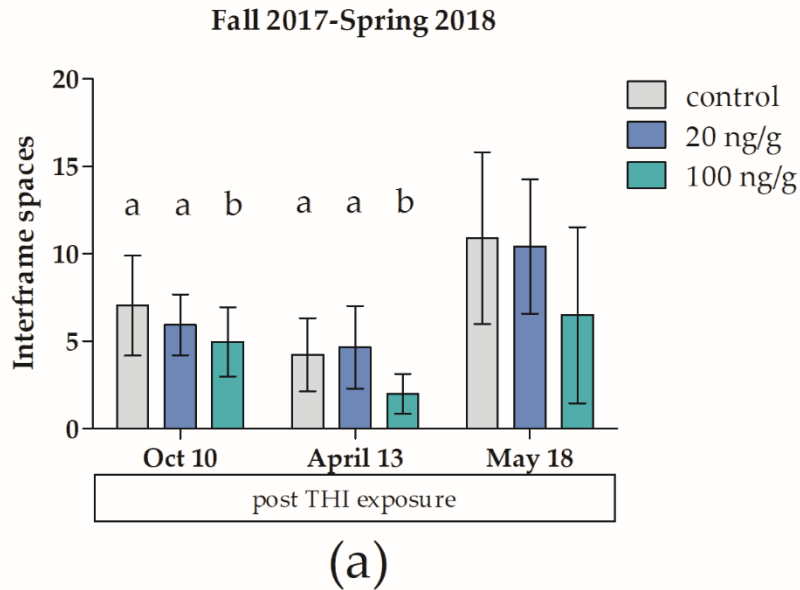 Fall 2017-Spring 2018
Interframe spaces
20
15
10
5
0
control
20 ng/g
100 ng/g
a a b a a b
Oct 10 April 13 May 18
post THI exposure
(a)